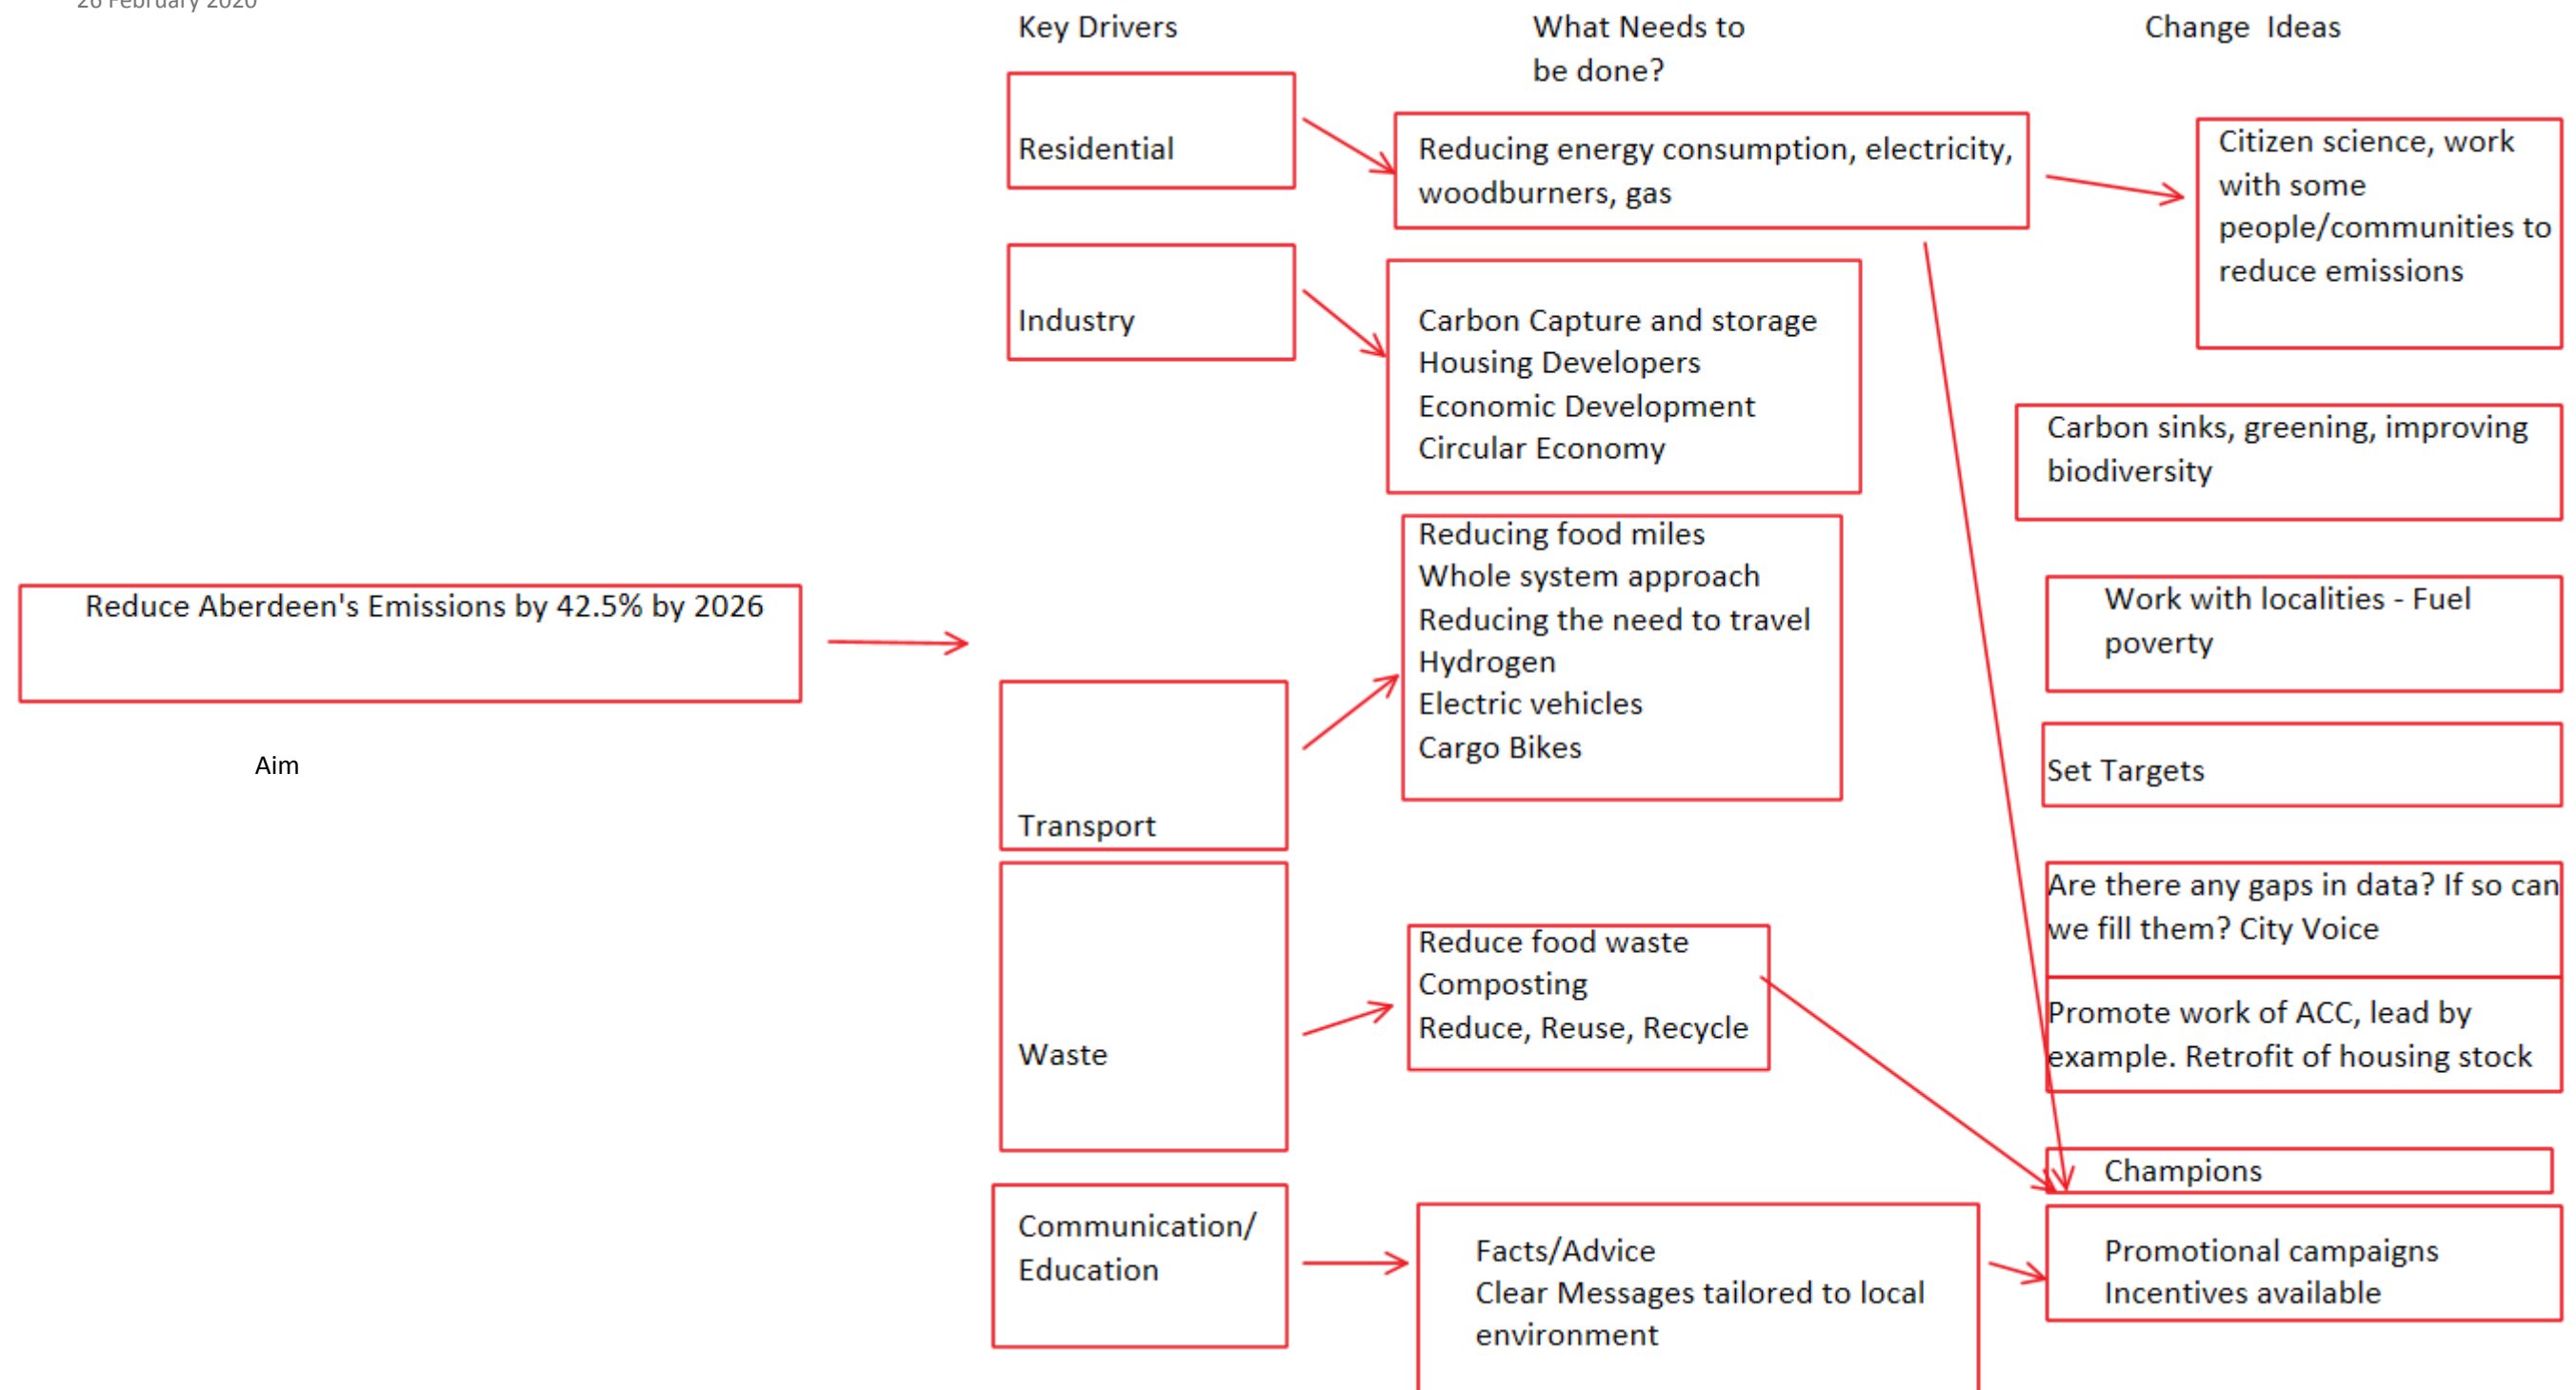 26 February 2020
Key Drivers
What Needs to
be done?
Change Ideas
Residential
Reducing energy consumption, electricity,
woodburners, gas
Citizen science, work
with some
people/communities to
reduce emissions
Industry
Carbon Capture and storage
Housing Developers
Economic Development
Circular Economy
Carbon sinks, greening, improving
biodiversity
Reduce Aberdeen's Emissions by 42.5% by 2026
Aim
Transport
Reducing food miles
Whole system approach
Reducing the need to travel
Hydrogen
Electric vehicles
Cargo Bikes
Work with localities - Fuel
poverty
Set Targets
Are there any gaps in data? If so can
we fill them? City Voice
Waste
Reduce food waste
Composting
Reduce, Reuse, Recycle
Promote work of ACC, lead by
example. Retrofit of housing stock
Champions
Communication/
Education
Facts/Advice
Clear Messages tailored to local
environment
Promotional campaigns
Incentives available